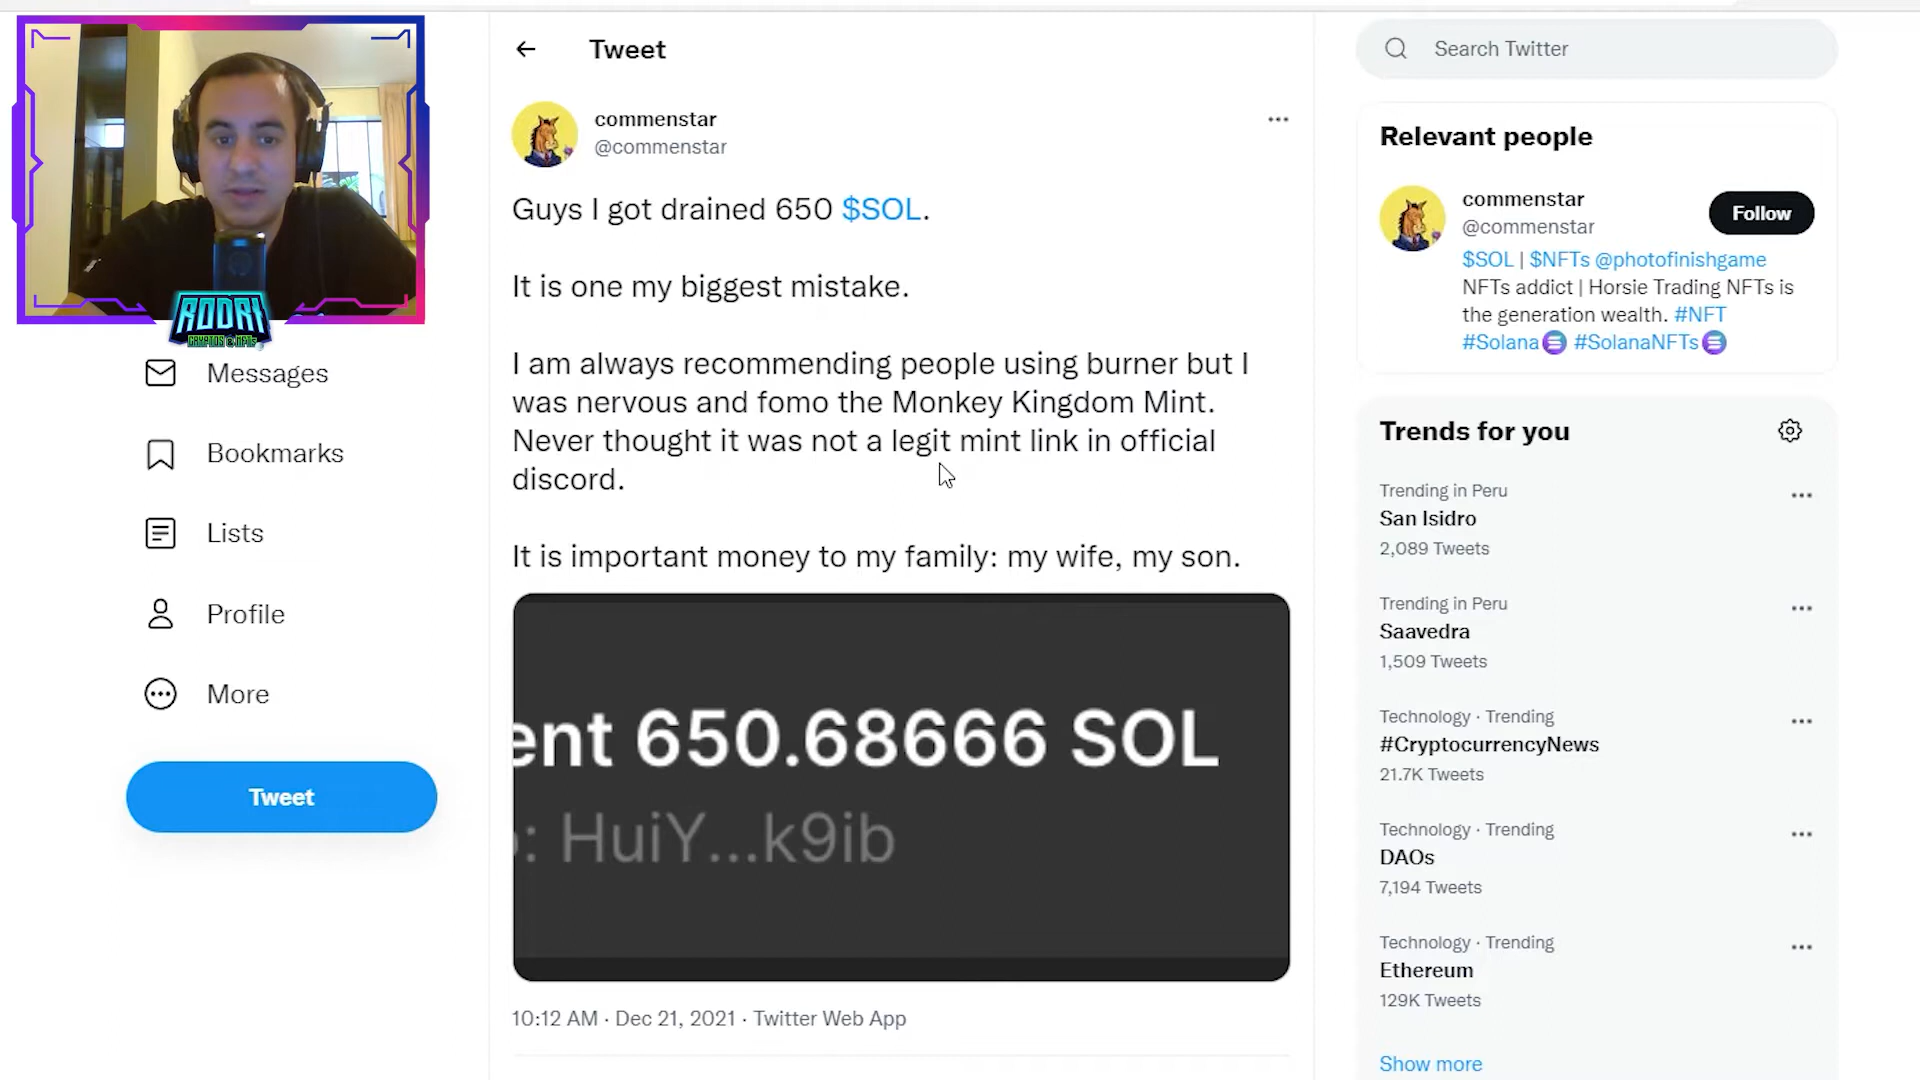 Tweet
commenstar
@commenstar
Guys I got drained 650 $SOL.
It is one my biggest mistake.
I am always recommending people using burner but I
was nervous and fomo the Monkey Kingdom Mint.
Never thought it was not a legit mint link in official
discord.
It is important money to my family: my wife, my son.
ent 650.68666 SOL
: HuiY...k9ib
10:12 AM · Dec 21, 2021 · Twitter Web App
RODRI
CRYPTOS @ NFTs
Messages
Bookmarks
Lists
Profile
More
Tweet
Search Twitter
Relevant people
commenstar
@commenstar
Follow
$SOL | $NFTs @photofinishgame
NFTs addict | Horsie Trading NFTs is
the generation wealth. #NFT
#Solana #SolanaNFTs
Trends for you
Trending in Peru
San Isidro
2,089 Tweets
Trending in Peru
Saavedra
1,509 Tweets
Technology · Trending
#CryptocurrencyNews
21.7K Tweets
Technology · Trending
DAOs
7,194 Tweets
Technology · Trending
Ethereum
129K Tweets
Show more